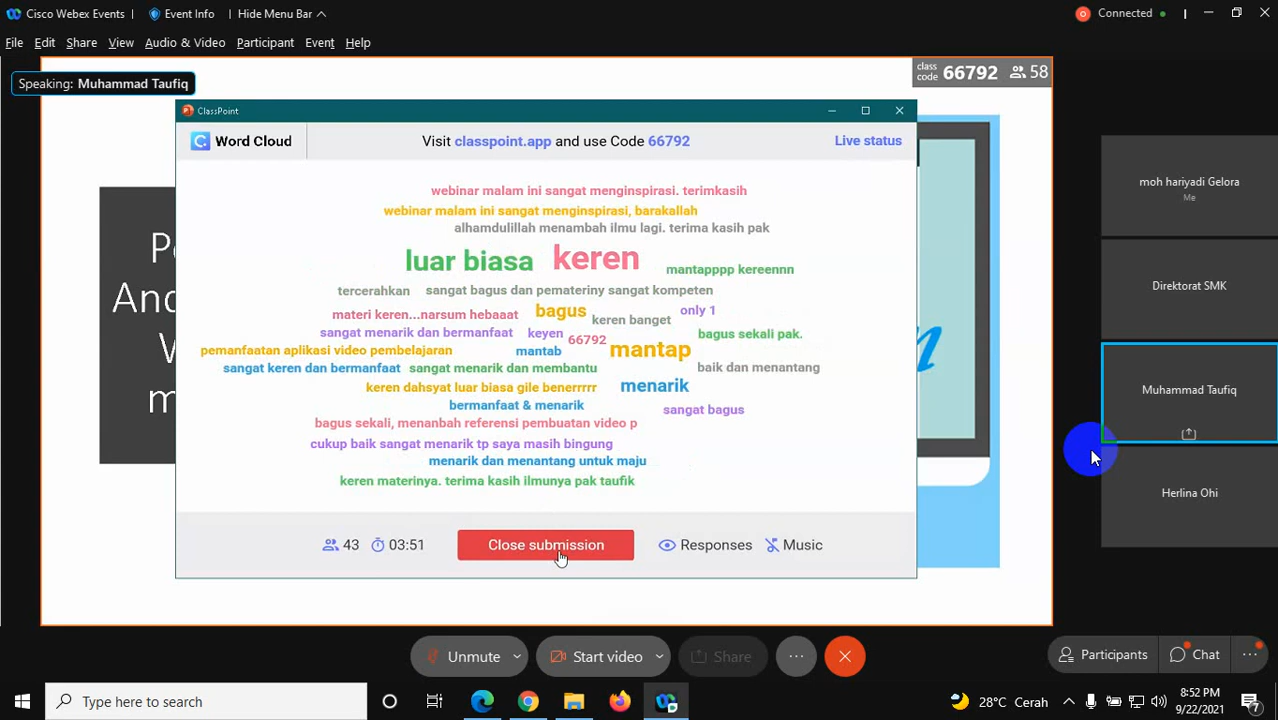 Cisco Webex Events
Event Info
Hide Menu Bar
Connected
File Edit Share View Audio & Video Participant Event Help
Speaking: Muhammad Taufiq
class code 66792 58
ClassPoint
Word Cloud
Visit classpoint.app and use Code 66792
Live status
webinar malam ini sangat menginspirasi. terimkasih
webinar malam ini sangat menginspirasi, barakallah
alhamdulillah menambah ilmu lagi. terima kasih pak
luar biasa
keren
mantapppp kereennn
tercerahkan
sangat bagus dan pemateriny sangat kompeten
materi keren...narsum hebaaat
bagus
keren banget
only 1
sangat menarik dan bermanfaat
keyen
66792
bagus sekali pak.
pemanfaatan aplikasi video pembelajaran
mantab
mantap
sangat keren dan bermanfaat
sangat menarik dan membantu
baik dan menantang
keren dahsyat luar biasa gile benerrrrr
menarik
bermanfaat & menarik
sangat bagus
bagus sekali, menanbah referensi pembuatan video p
cukup baik sangat menarik tp saya masih bingung
menarik dan menantang untuk maju
keren materinya. terima kasih ilmunya pak taufik
43
03:51
Close submission
Responses
Music
And
m
moh hariyadi Gelora
Me
Direktorat SMK
Muhammad Taufiq
Herlina Ohi
Unmute
Start video
Share
Participants
Chat
Type here to search
28°C Cerah
8:52 PM
9/22/2021
7